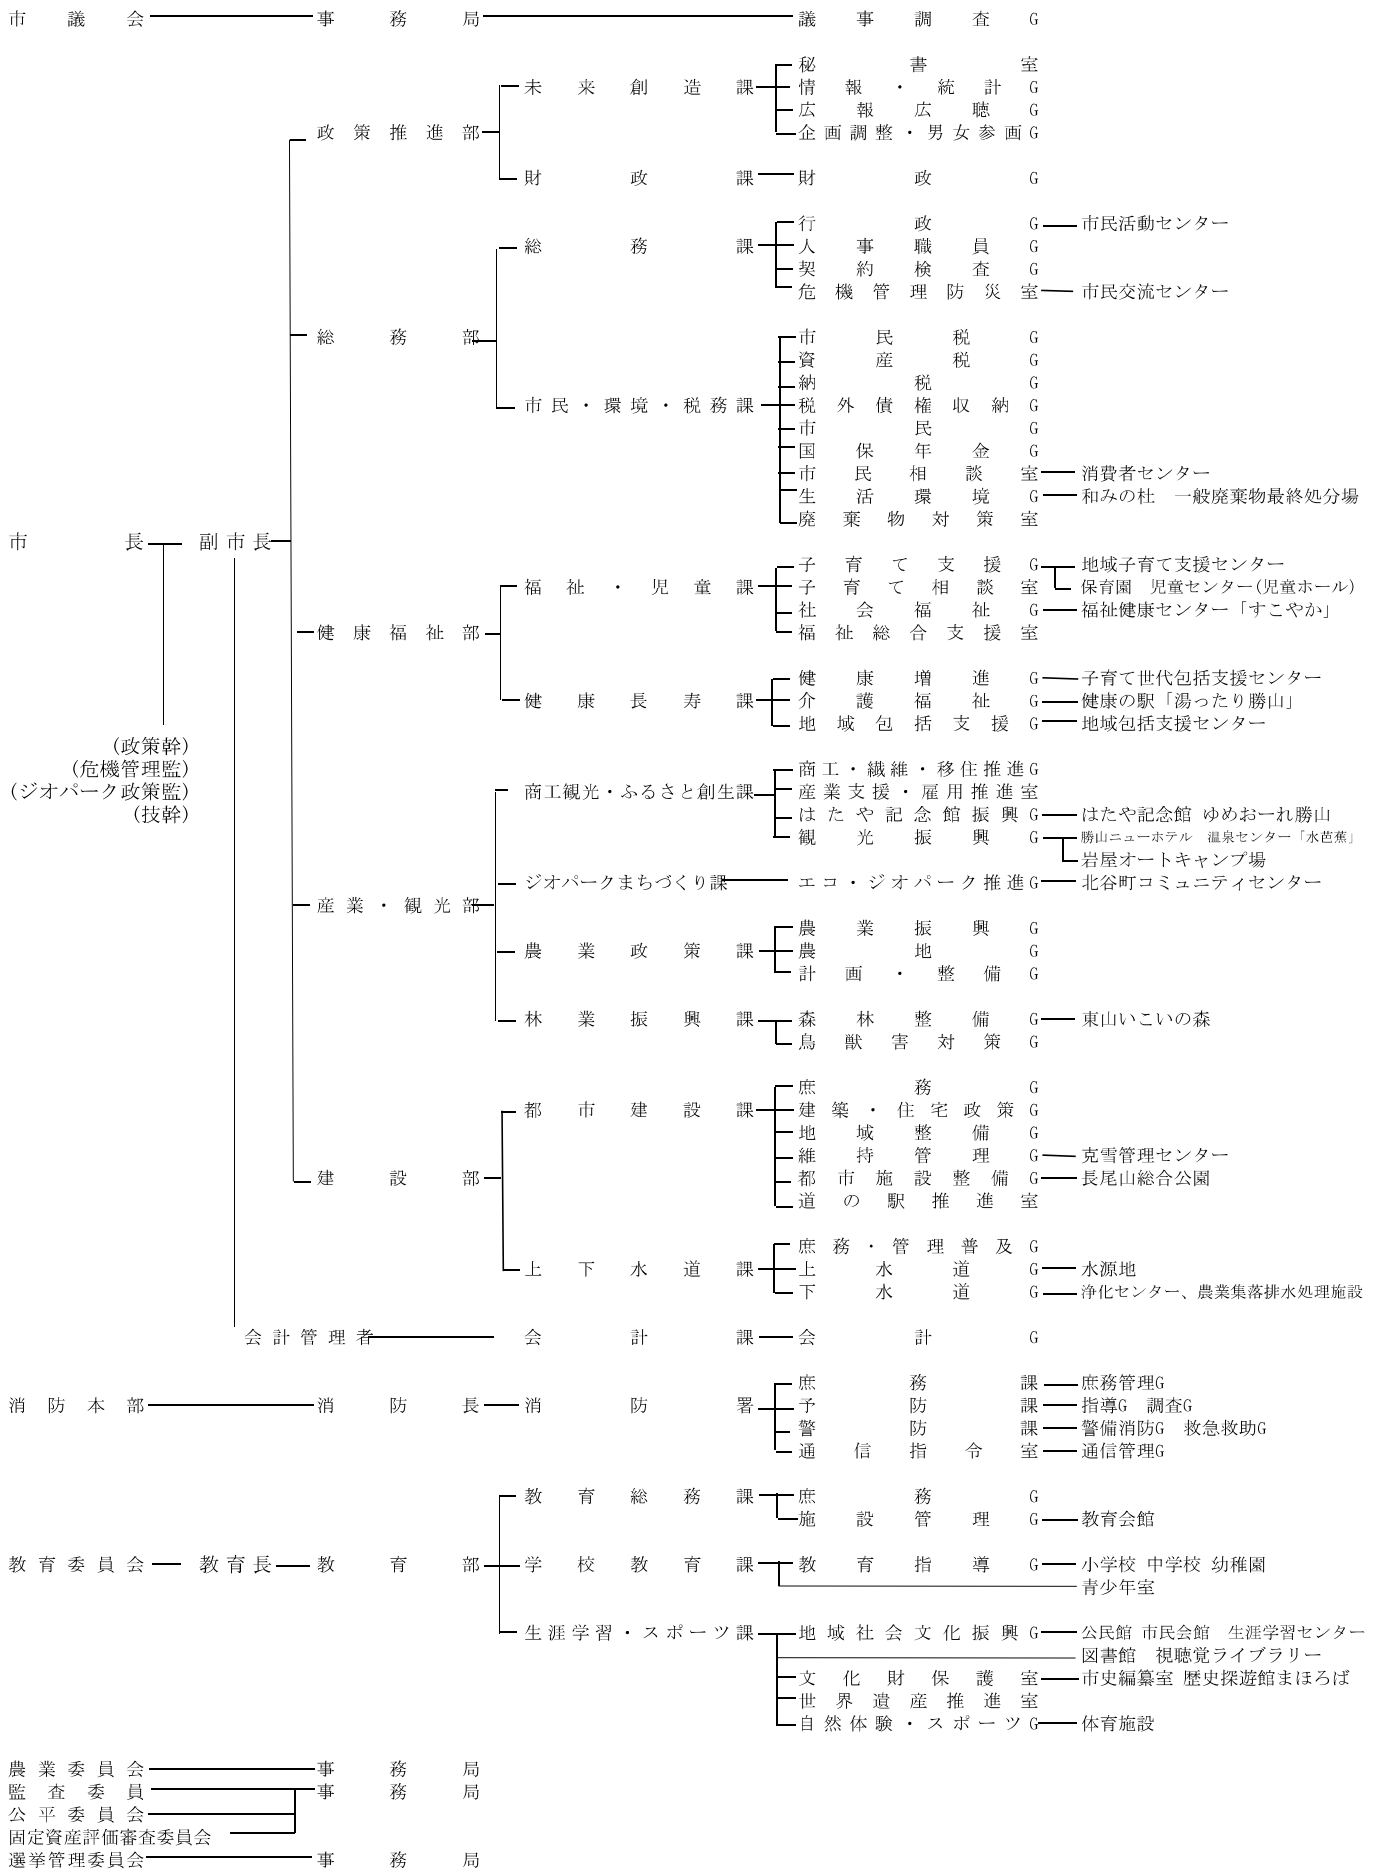 市議会 事務局 議事調査G
秘書室
未来創造課 情報・統計G
広報広聴G
政策推進部 企画調整・男女参画G
財政課 財政G
行政G 市民活動センター
総務課 人事職員G
契約検査G
危機管理防災室 市民交流センター
総務部 市民税G
資産税G
納税G
市民・環境・税務課 税外債権収納G
市民G
国保年金G
市民相談室 消費者センター
生活環境G 和みの杜　一般廃棄物最終処分場
廃棄物対策室
市長 副市長
子育て支援G 地域子育て支援センター
福祉・児童課 子育て相談室 保育園　児童センター(児童ホール)
社会福祉G 福祉健康センター「すこやか」
健康福祉部 福祉総合支援室
健康増進G 子育て世代包括支援センター
健康長寿課 介護福祉G 健康の駅「湯ったり勝山」
地域包括支援G 地域包括支援センター
(政策幹)
(危機管理監) 商工・繊維・移住推進G
(ジオパーク政策監) 商工観光・ふるさと創生課 産業支援・雇用推進室
(技幹) はたや記念館振興G はたや記念館 ゆめおーれ勝山
観光振興G 勝山ニューホテル　温泉センター「水芭蕉」
岩屋オートキャンプ場
ジオパークまちづくり課 エコ・ジオパーク推進G 北谷町コミュニティセンター
産業・観光部
農業振興G
農業政策課 農地G
計画・整備G
林業振興課 森林整備G 東山いこいの森
鳥獣害対策G
庶務G
都市建設課 建築・住宅政策G
地域整備G
維持管理G 克雪管理センター
建設部 都市施設整備G 長尾山総合公園
道の駅推進室
庶務・管理普及G
上下水道課 上水道G 水源地
下水道G 浄化センター、農業集落排水処理施設
会計管理者 会計課 会計G
庶務課 庶務管理G
消防本部 消防長 消防署 予防課 指導G　調査G
警防課 警備消防G　救急救助G
通信指令室 通信管理G
教育総務課 庶務G
施設管理G 教育会館
教育委員会 教育長 教育部 学校教育課 教育指導G 小学校 中学校 幼稚園
青少年室
生涯学習・スポーツ課 地域社会文化振興G 公民館 市民会館　生涯学習センター
図書館　視聴覚ライブラリー
文化財保護室 市史編纂室 歴史探遊館まほろば
世界遺産推進室
自然体験・スポーツG 体育施設
農業委員会 事務局
監査委員 事務局
公平委員会
固定資産評価審査委員会
選挙管理委員会 事務局